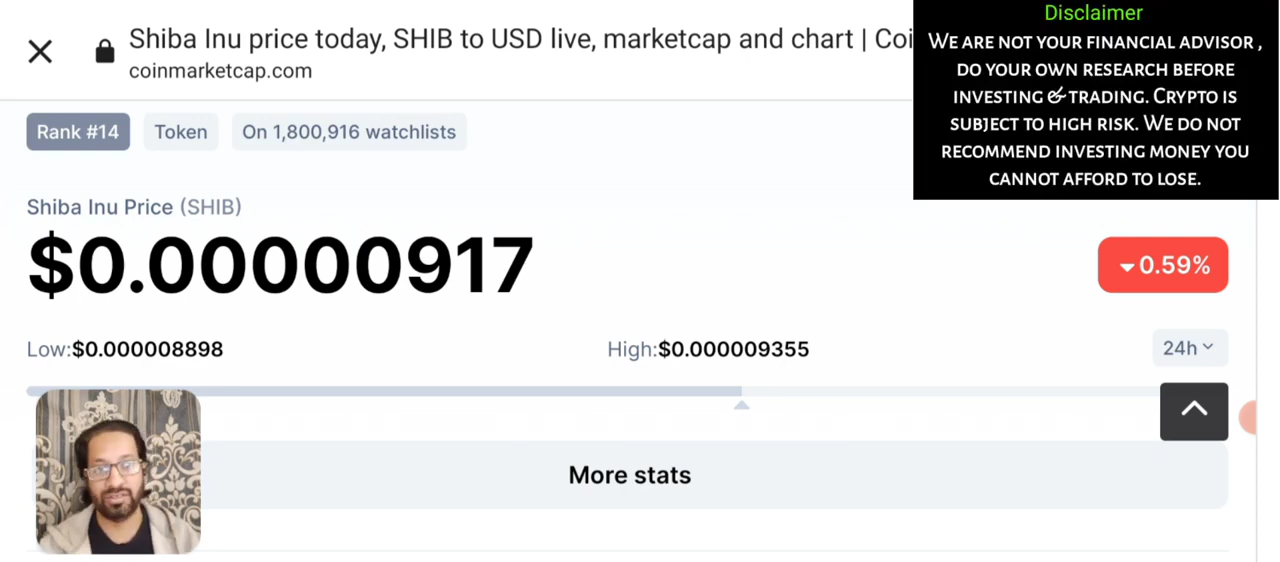 Shiba Inu price today, SHIB to USD live, marketcap and chart | Coi
coinmarketcap.com
Disclaimer
WE ARE NOT YOUR FINANCIAL ADVISOR ,
DO YOUR OWN RESEARCH BEFORE
INVESTING & TRADING. CRYPTO IS
SUBJECT TO HIGH RISK. WE DO NOT
RECOMMEND INVESTING MONEY YOU
CANNOT AFFORD TO LOSE.
Rank #14 Token On 1,800,916 watchlists
Shiba Inu Price (SHIB)
$0.00000917 0.59%
Low:$0.000008898 High:$0.000009355 24h
More stats